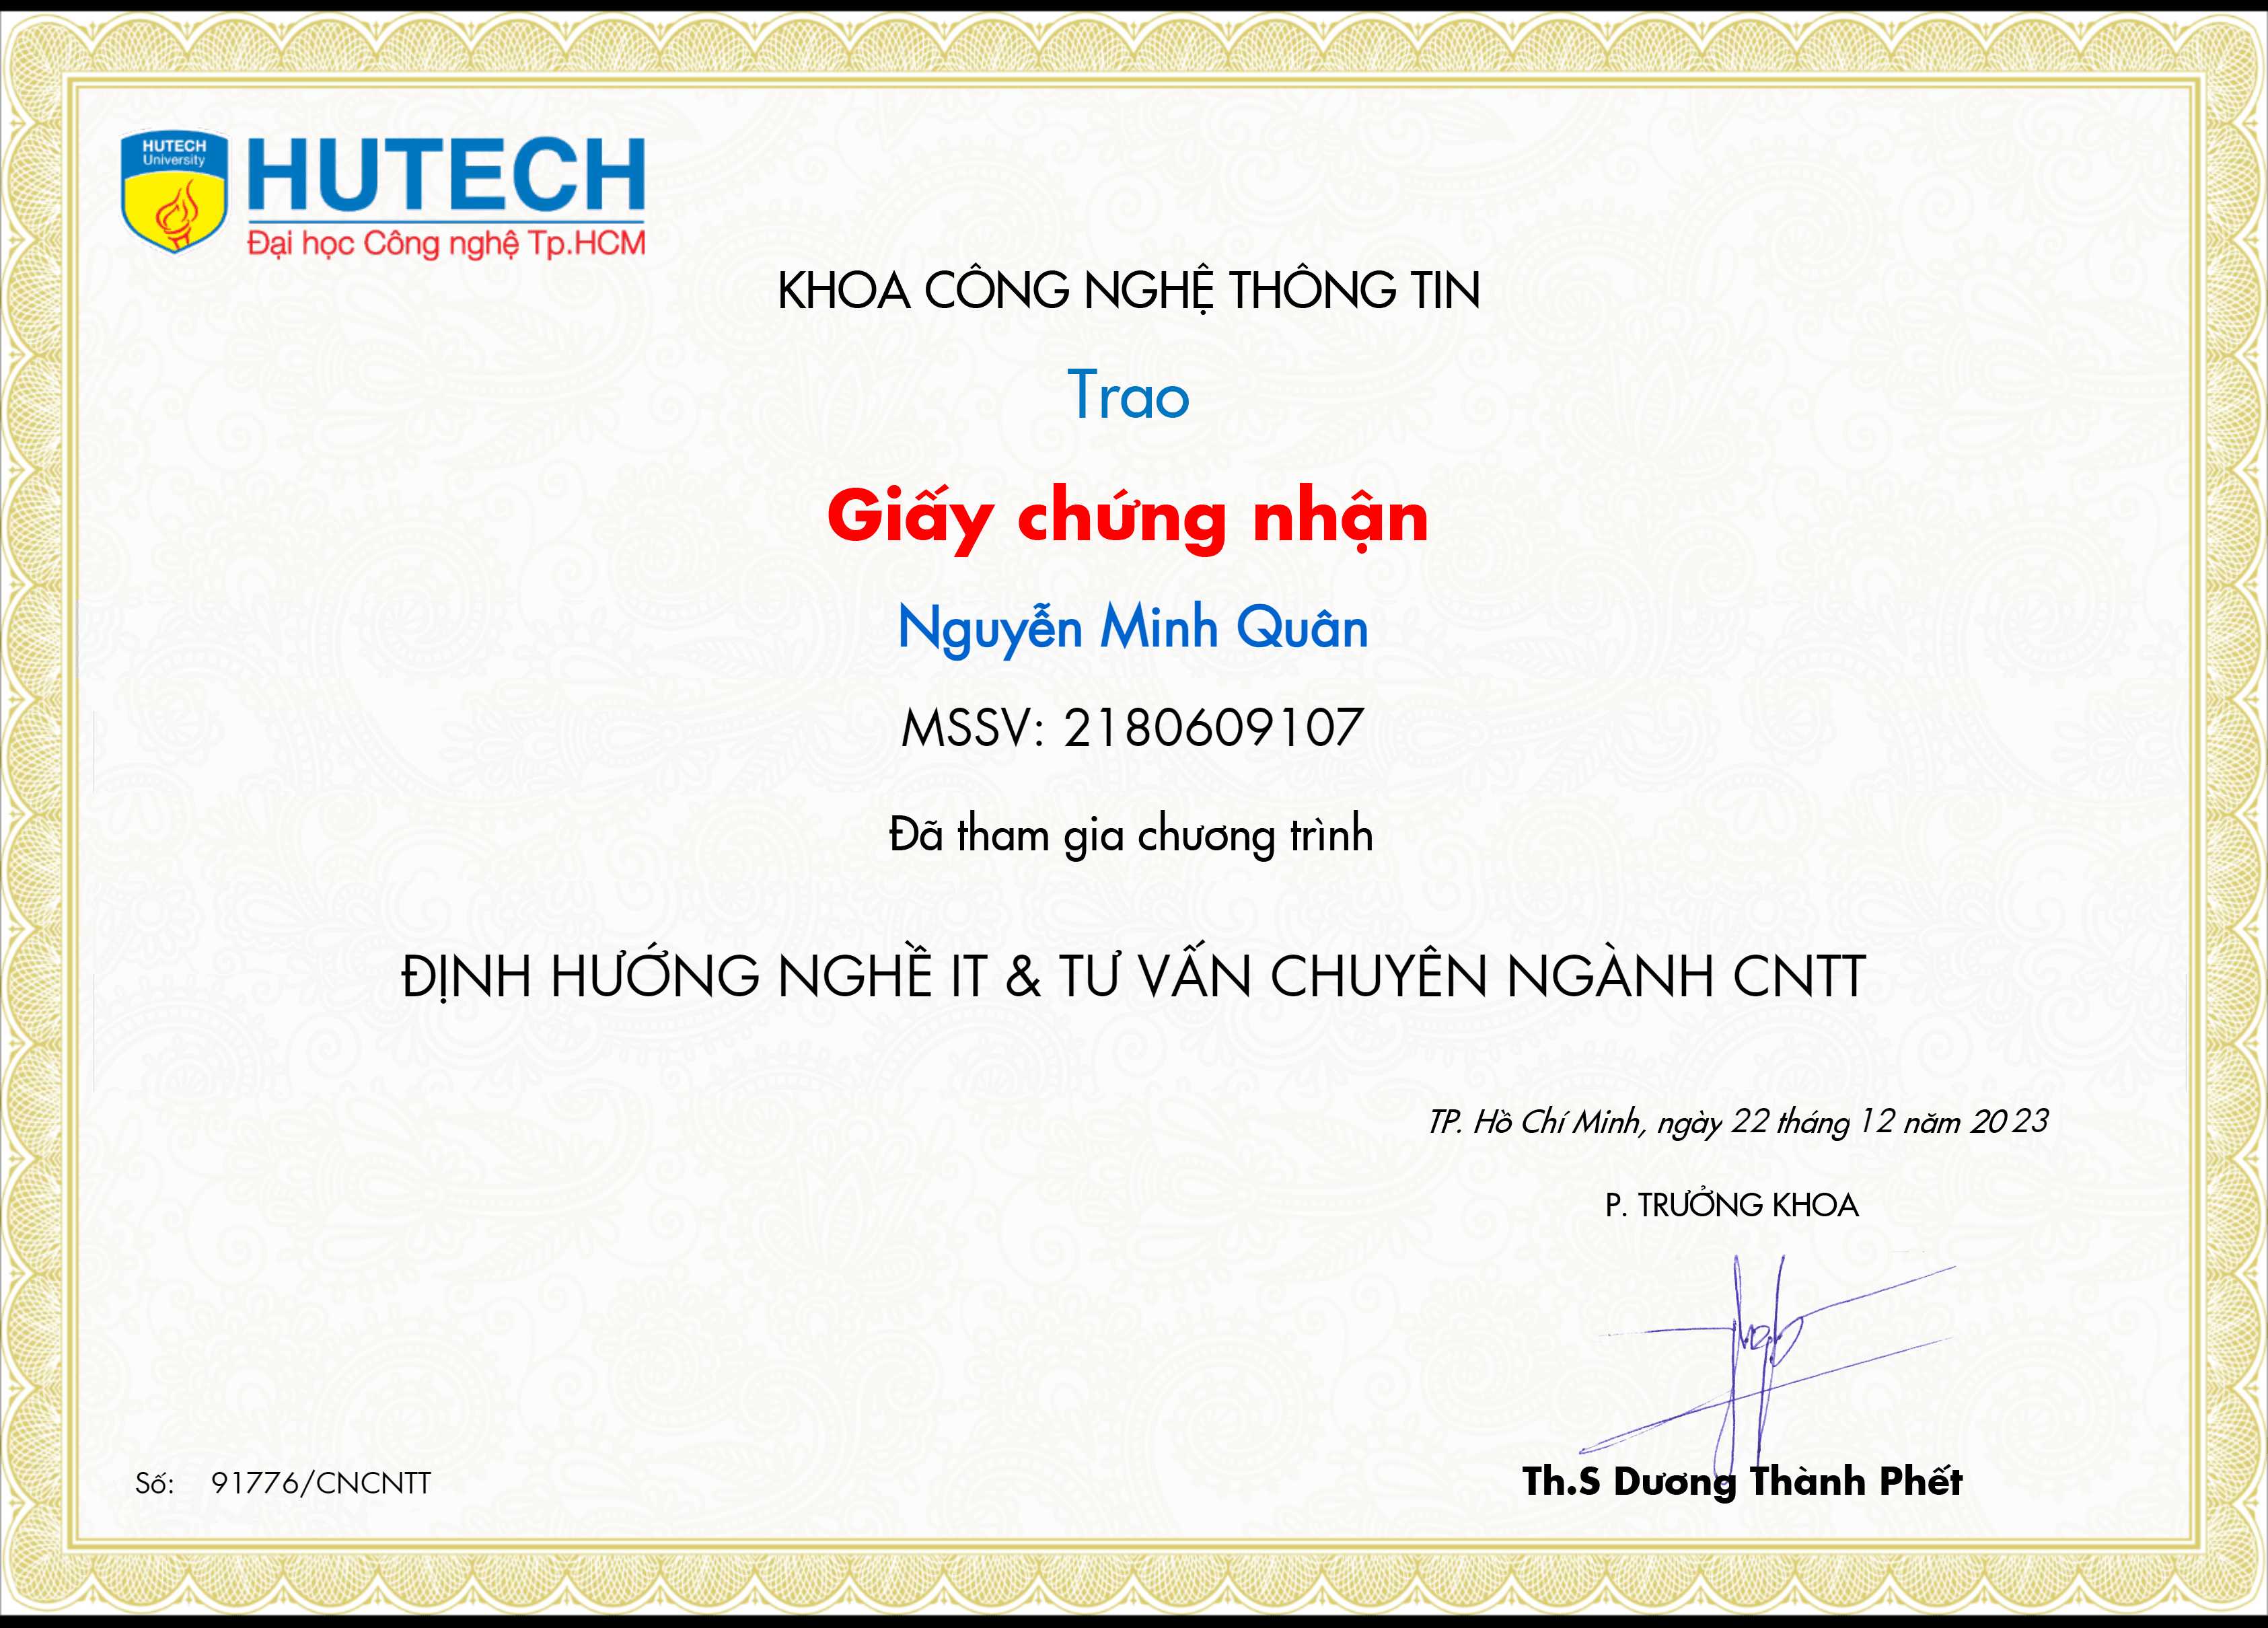 HUTECH
University
HUTECH
Đại học Công nghệ Tp.HCM
KHOA CÔNG NGHỆ THÔNG TIN
Trao
Giấy chứng nhận
Nguyễn Minh Quân
MSSV: 2180609107
Đã tham gia chương trình
ĐỊNH HƯỚNG NGHỀ IT & TƯ VẤN CHUYÊN NGÀNH CNTT
TP. Hồ Chí Minh, ngày 22 tháng 12 năm 2023
P. TRƯỞNG KHOA
Th.S Dương Thành Phết
Số: 91776/CNCNTT